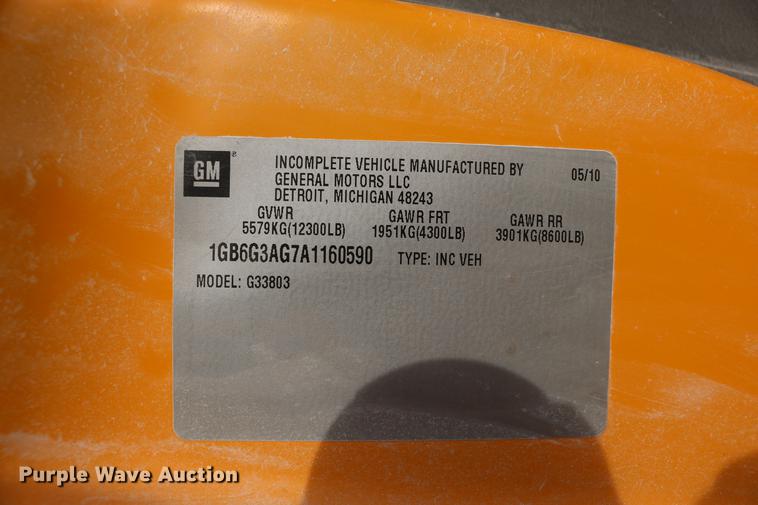 GM®
INCOMPLETE VEHICLE MANUFACTURED BY 05/10
GENERAL MOTORS LLC
DETROIT, MICHIGAN 48243
GVWR GAWR FRT GAWR RR
5579KG(12300LB) 1951KG(4300LB) 3901KG(8600LB)
1GB6G3AG7A1160590 TYPE: INC VEH
MODEL: G33803
Purple Wave Auction